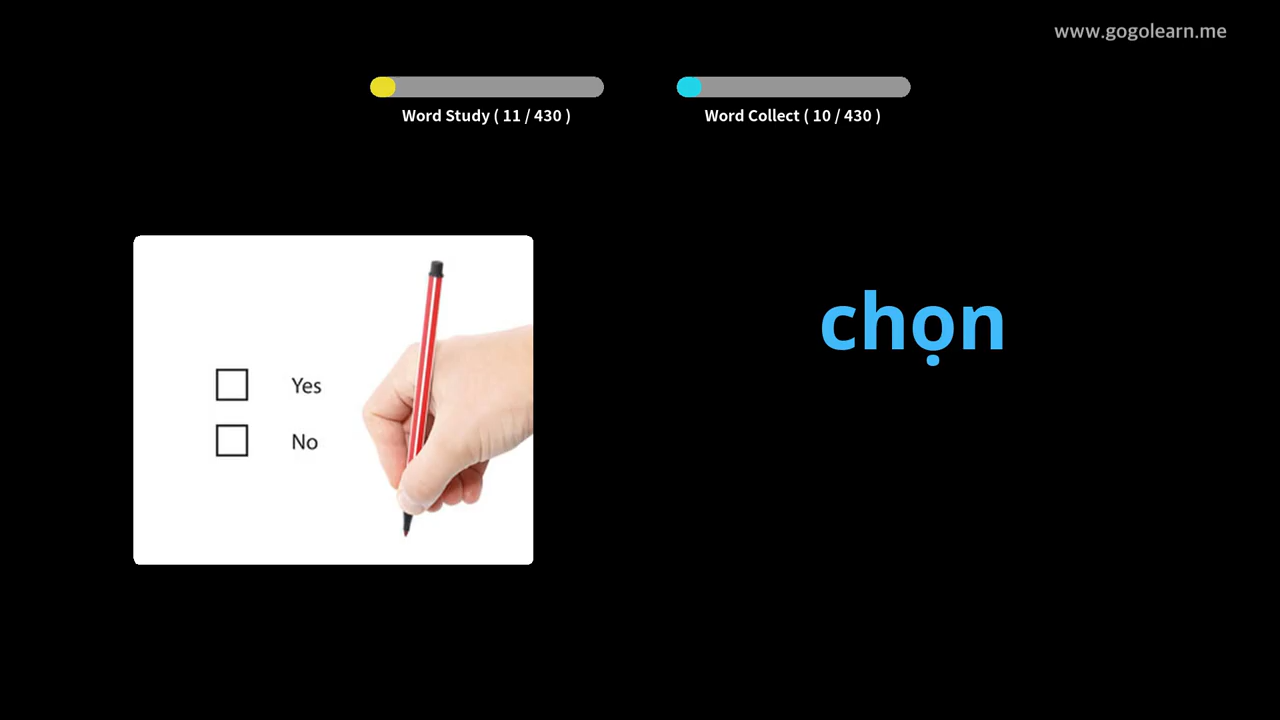 www.gogolearn.me
Word Study ( 11 / 430 )
Word Collect ( 10 / 430 )
chọn
Yes
No